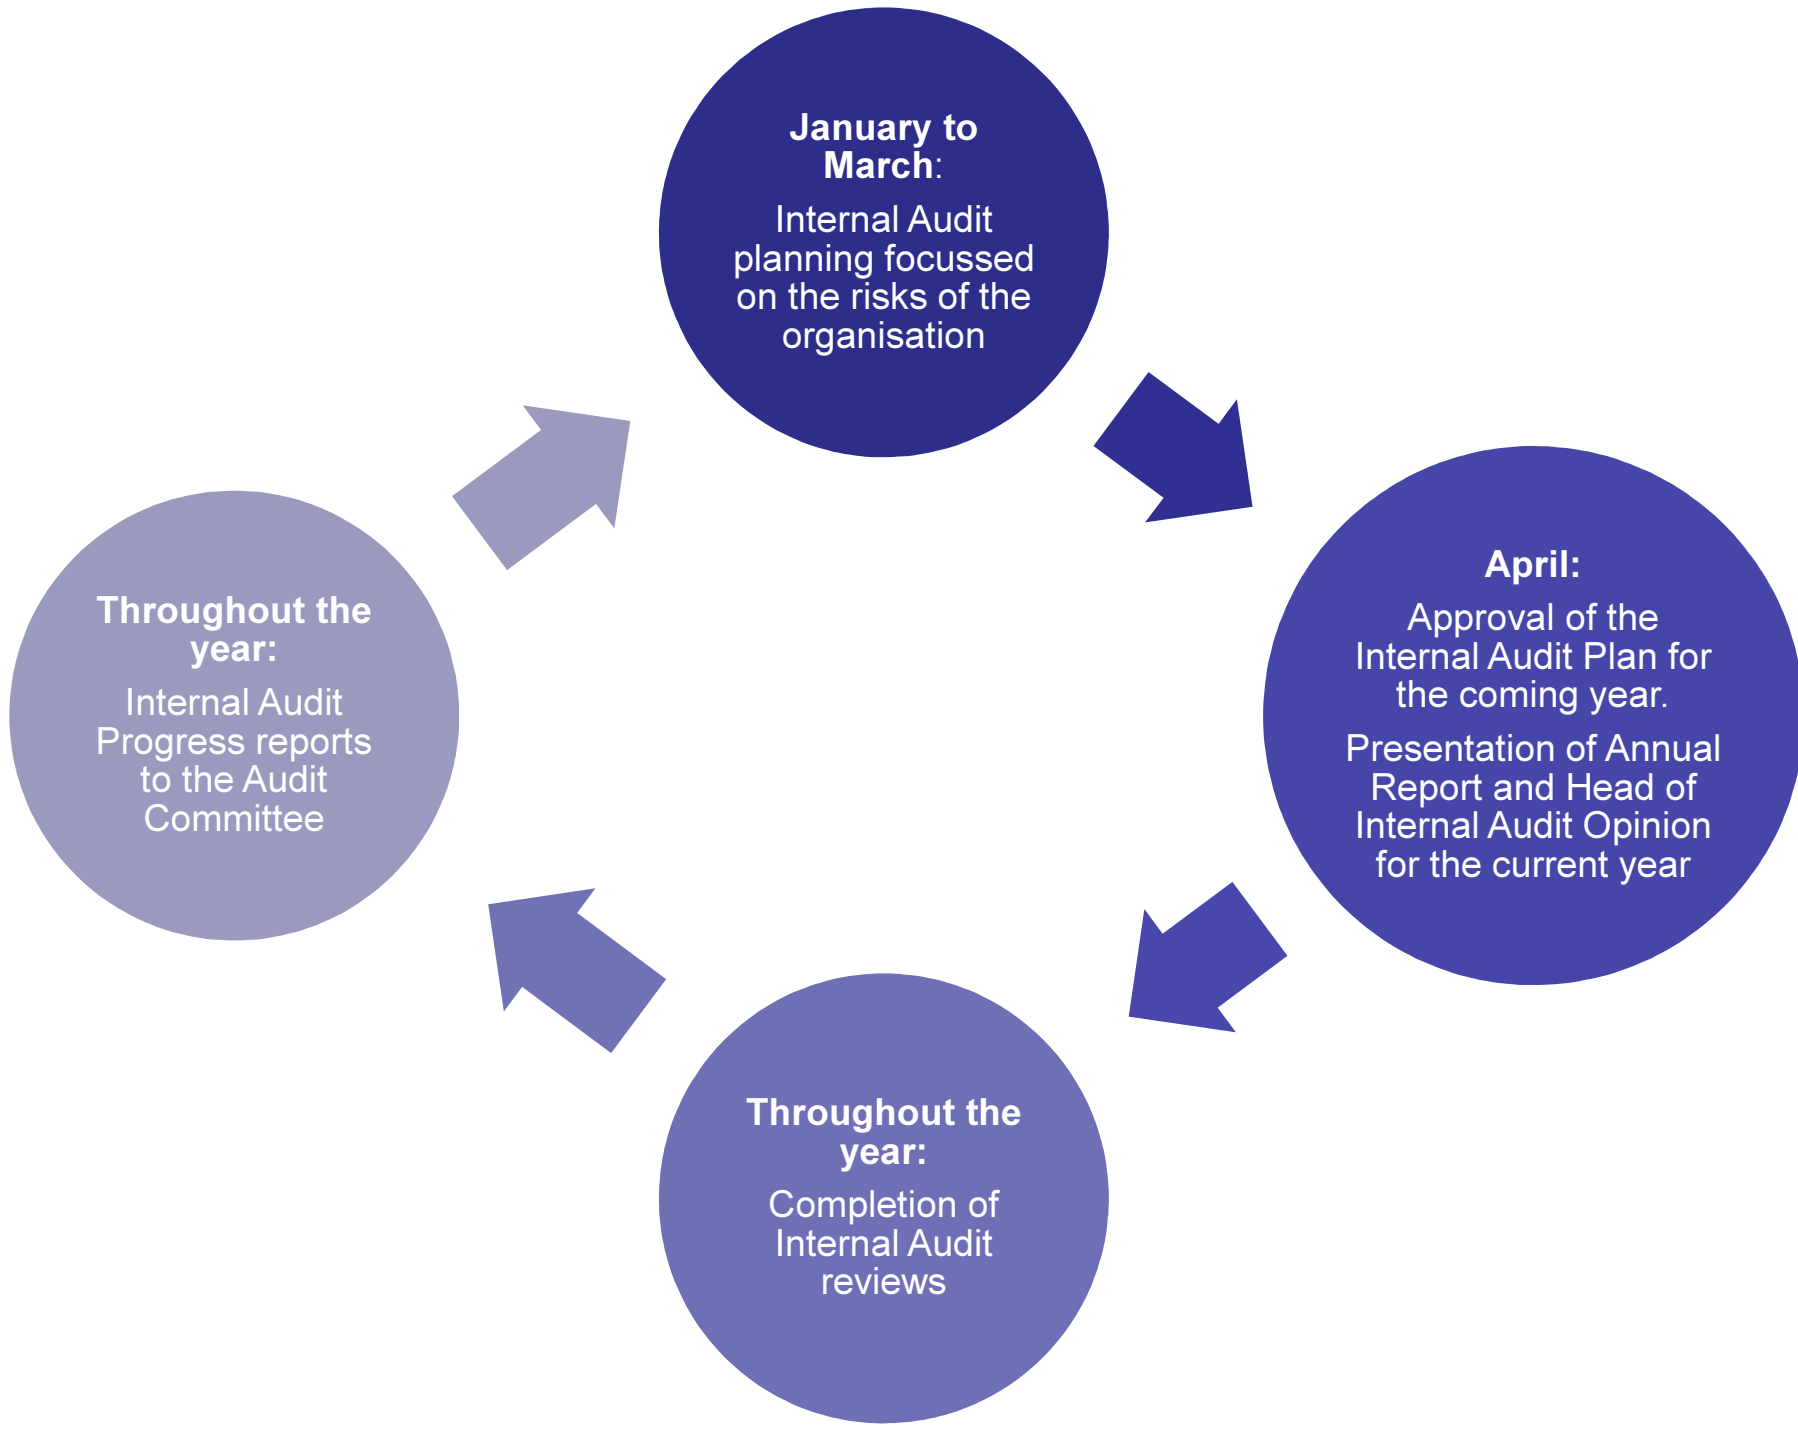 January to
March:
Internal Audit
planning focussed
on the risks of the
organisation
April:
Approval of the
Internal Audit Plan for
the coming year.
Presentation of Annual
Report and Head of
Internal Audit Opinion
for the current year
Throughout the
year:
Completion of
Internal Audit
reviews
Throughout the
year:
Internal Audit
Progress reports
to the Audit
Committee